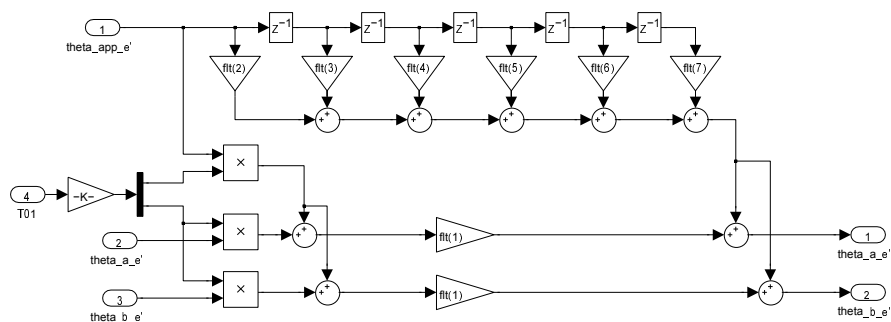 1
theta_app_e'
z⁻¹
z⁻¹
z⁻¹
z⁻¹
z⁻¹
flt(2)
flt(3)
flt(4)
flt(5)
flt(6)
flt(7)
+
+
+
+
+
+
+
+
+
+
×
4
T01
-K-
2
theta_a_e'
×
+
+
flt(1)
+
+
1
theta_a_e'
3
theta_b_e'
×
+
+
flt(1)
+
+
2
theta_b_e'